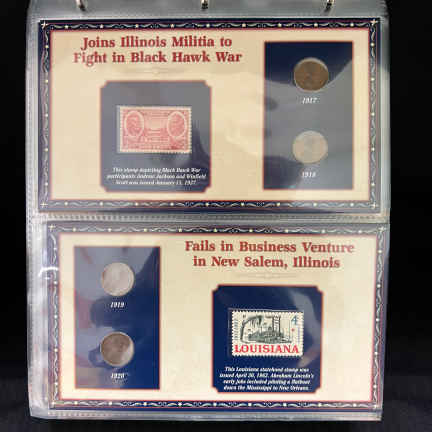 Joins Illinois Militia to
Fight in Black Hawk War
1917
1918
This stamp depicting Black Hawk War
participants Andrew Jackson and Winfield
Scott was issued January 15, 1937.
Fails in Business Venture
in New Salem, Illinois
1919
1920
4¢
LOUISIANA
This Louisiana statehood stamp was
issued April 30, 1962. Abraham Lincoln's
early jobs included piloting a flatboat
down the Mississippi to New Orleans.